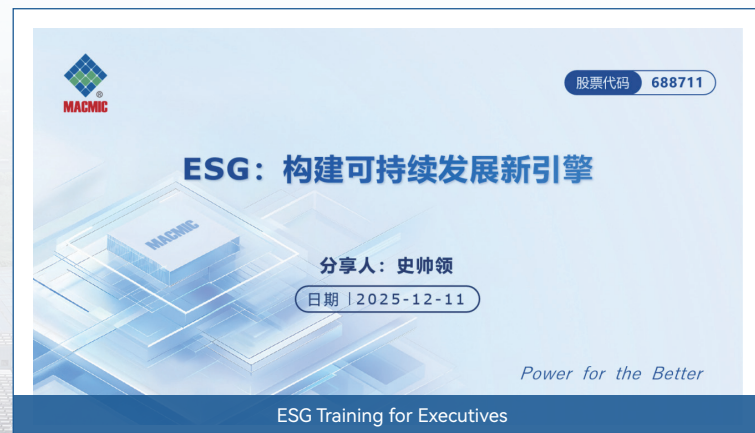 MACMIC
股票代码 688711
ESG：构建可持续发展新引擎
MACMIC
分享人：史帅领
日期 | 2025-12-11
Power for the Better
ESG Training for Executives